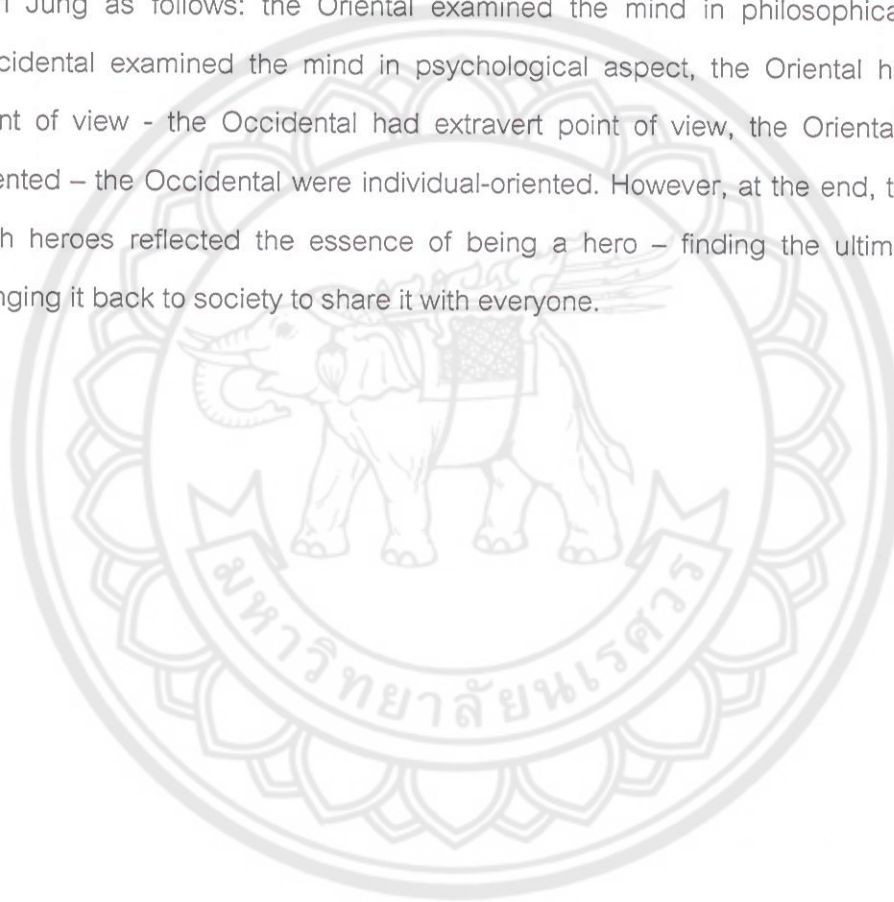 Jung as follows: the Oriental examined the mind in philosophica
cidental examined the mind in psychological aspect, the Oriental h
nt of view - the Occidental had extravert point of view, the Orienta
ented – the Occidental were individual-oriented. However, at the end, t
h heroes reflected the essence of being a hero – finding the ultim
nging it back to society to share it with everyone.
มหาวิทยาลัยนเรศวร